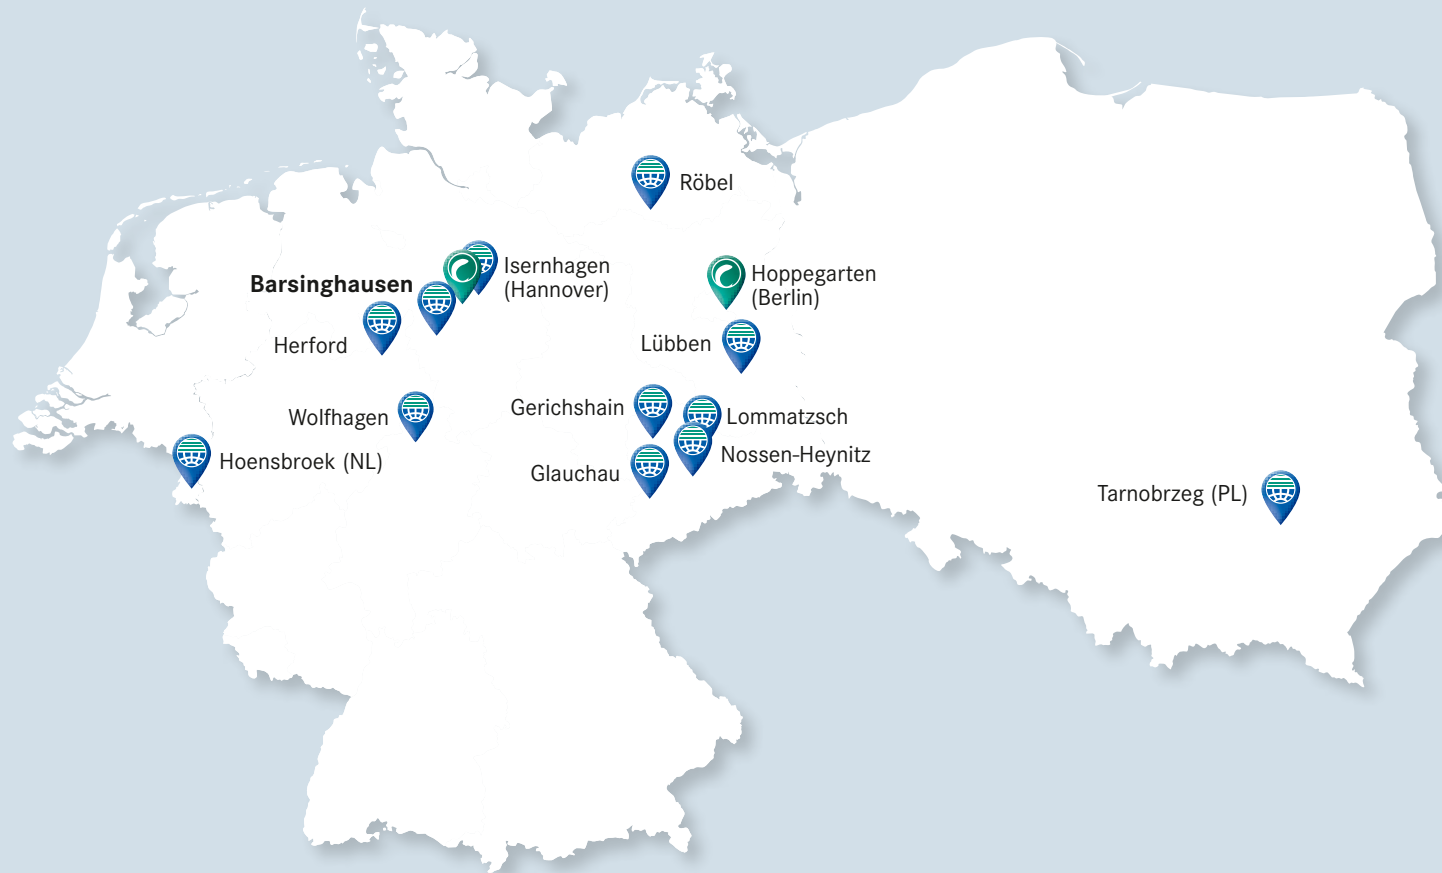 Röbel
Isernhagen
(Hannover)
Barsinghausen
Hoppegarten
(Berlin)
Herford
Lübben
Gerichshain
Lommatzsch
Wolfhagen
Nossen-Heynitz
Hoensbroek (NL)
Glauchau
Tarnobrzeg (PL)